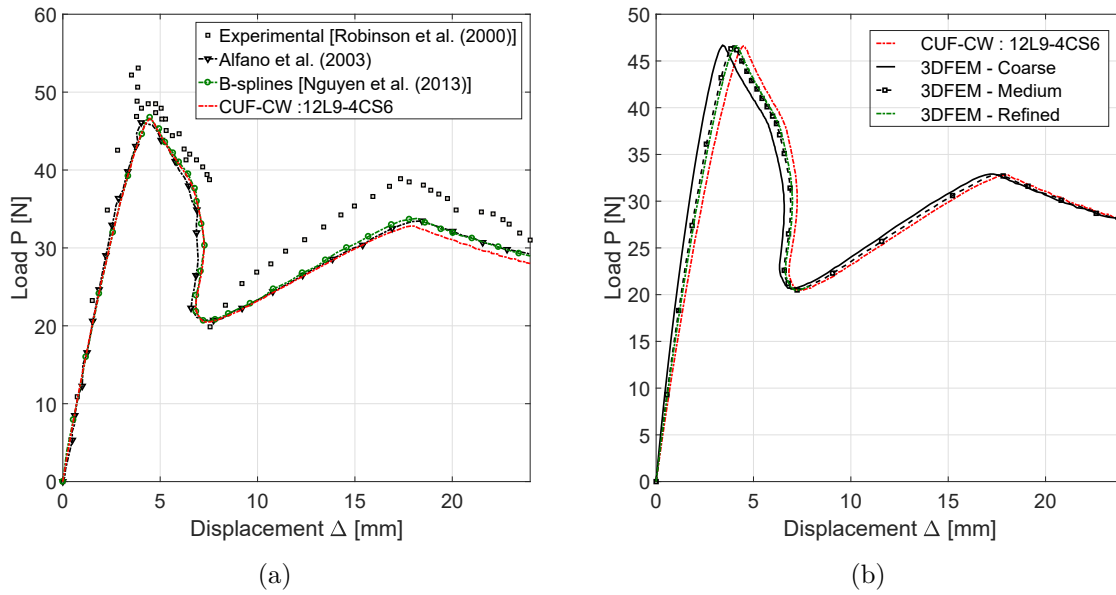 60
50
40
30
20
10
0
0
5
10
15
20
Load P [N]
Displacement Δ [mm]
Experimental [Robinson et al. (2000)]
Alfano et al. (2003)
B-splines [Nguyen et al. (2013)]
CUF-CW :12L9-4CS6
(a)
50
45
40
35
30
25
20
15
10
5
0
0
5
10
15
20
Load P [N]
Displacement Δ [mm]
CUF-CW : 12L9-4CS6
3DFEM - Coarse
3DFEM - Medium
3DFEM - Refined
(b)